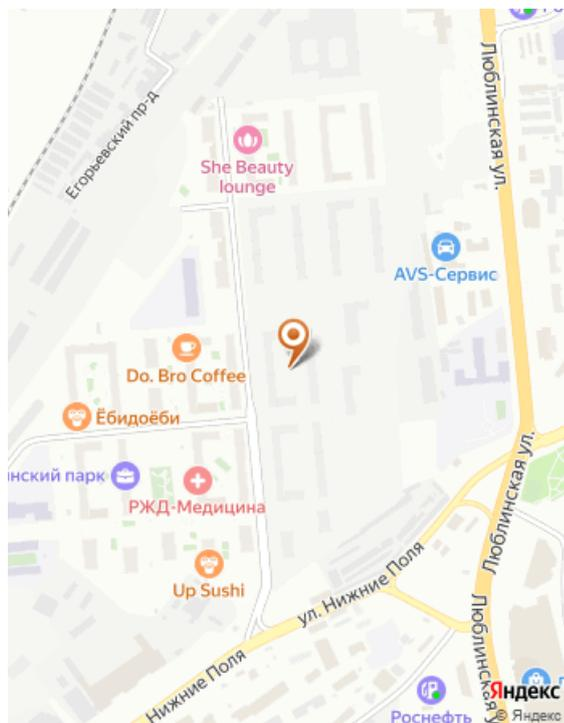 Люблинская ул.
Егорьевский пр-д
She Beauty
lounge
AVS-Сервис
Do. Bro Coffee
Ёбидоёби
инский парк
РЖД-Медицина
Люблинская ул.
Up Sushi
ул. Нижние Поля
Нижние Поля
Люблинская
Роснефть
Яндекс
© Яндекс